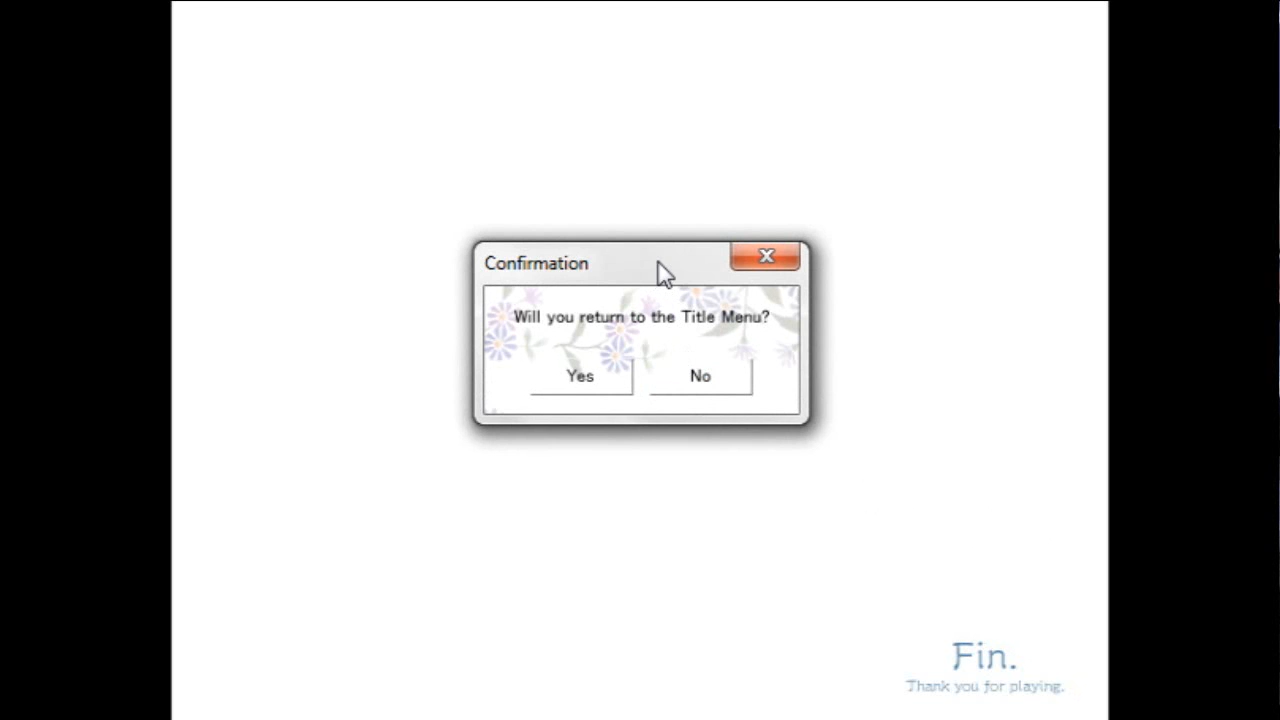 Confirmation
Will you return to the Title Menu?
Yes
No
Fin.
Thank you for playing.